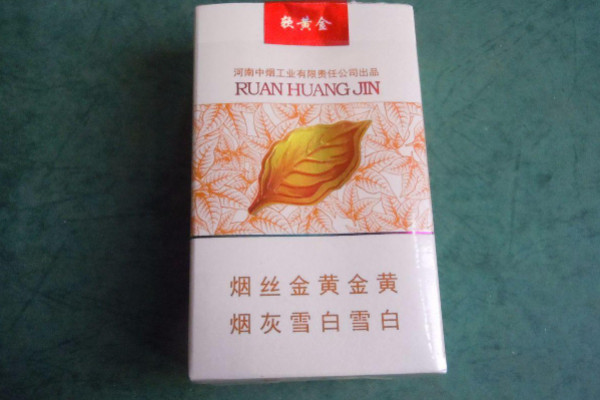 软黄金
河南中烟工业有限责任公司出品
RUAN HUANG JIN
烟丝金黄金黄
烟灰雪白雪白